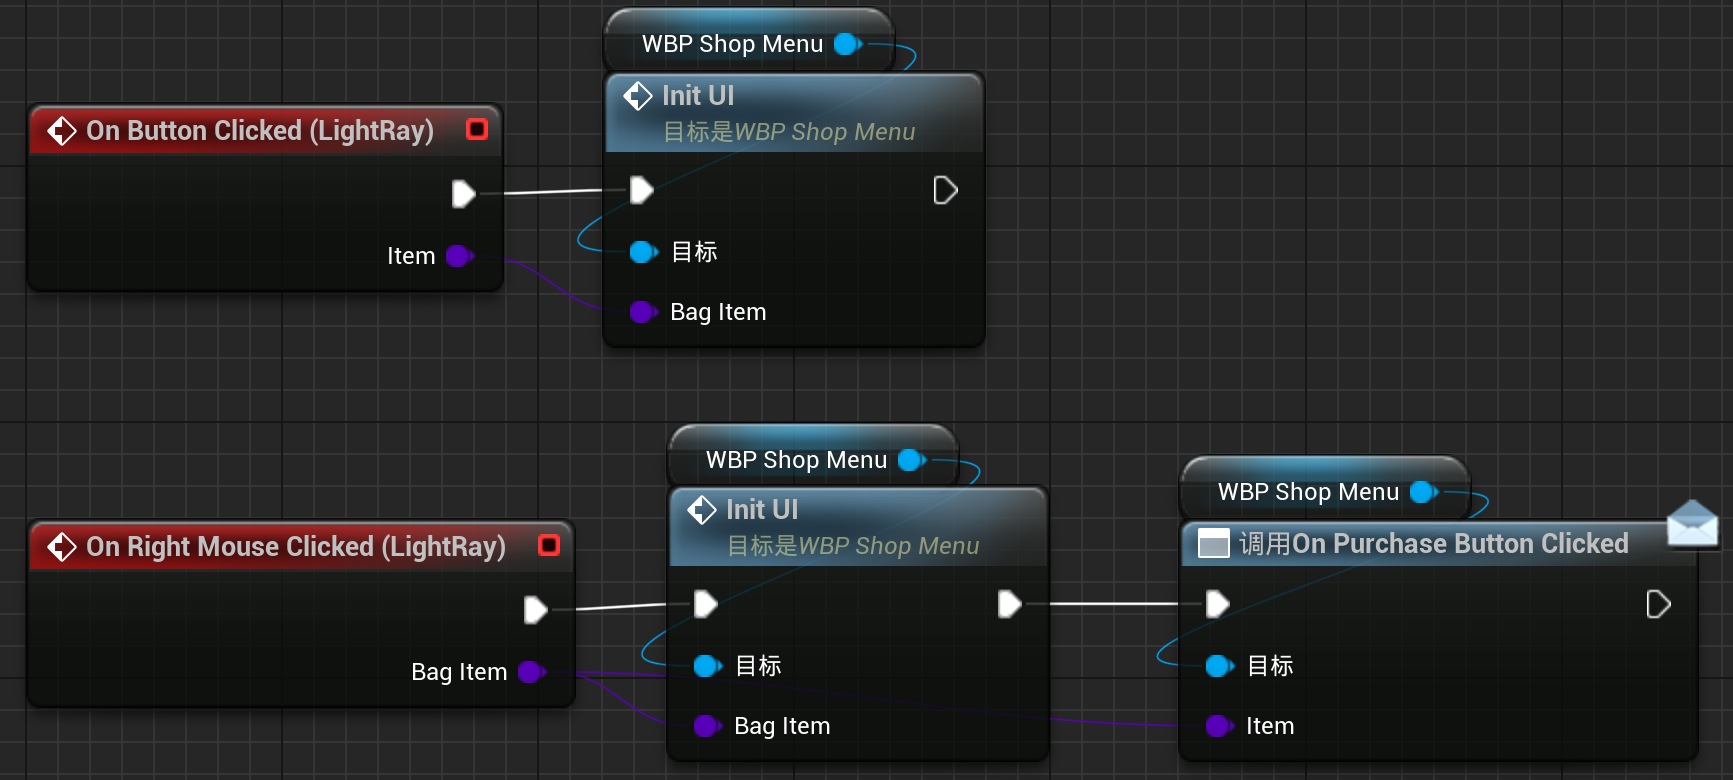 WBP Shop Menu
Init UI
目标是WBP Shop Menu
On Button Clicked (LightRay)
Item
目标
Bag Item
WBP Shop Menu
Init UI
目标是WBP Shop Menu
WBP Shop Menu
调用On Purchase Button Clicked
On Right Mouse Clicked (LightRay)
Bag Item
目标
Bag Item
目标
Item